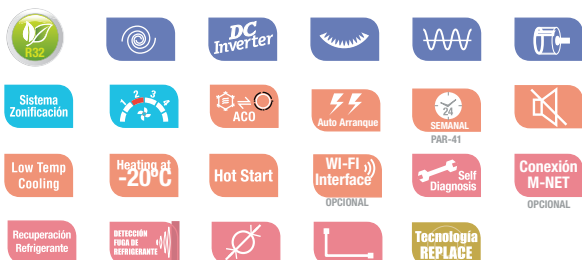 R32
DC
Inverter
Sistema
Zonificación
1 2 3 4
ACO
Auto Arranque
24
SEMANAL
PAR-41
Low Temp
Cooling
Heating at
-20°C
Hot Start
WI-FI
Interface
OPCIONAL
Self
Diagnosis
Conexión
M-NET
OPCIONAL
Recuperación
Refrigerante
DETECCIÓN
FUGA DE
REFRIGERANTE
Tecnología
REPLACE